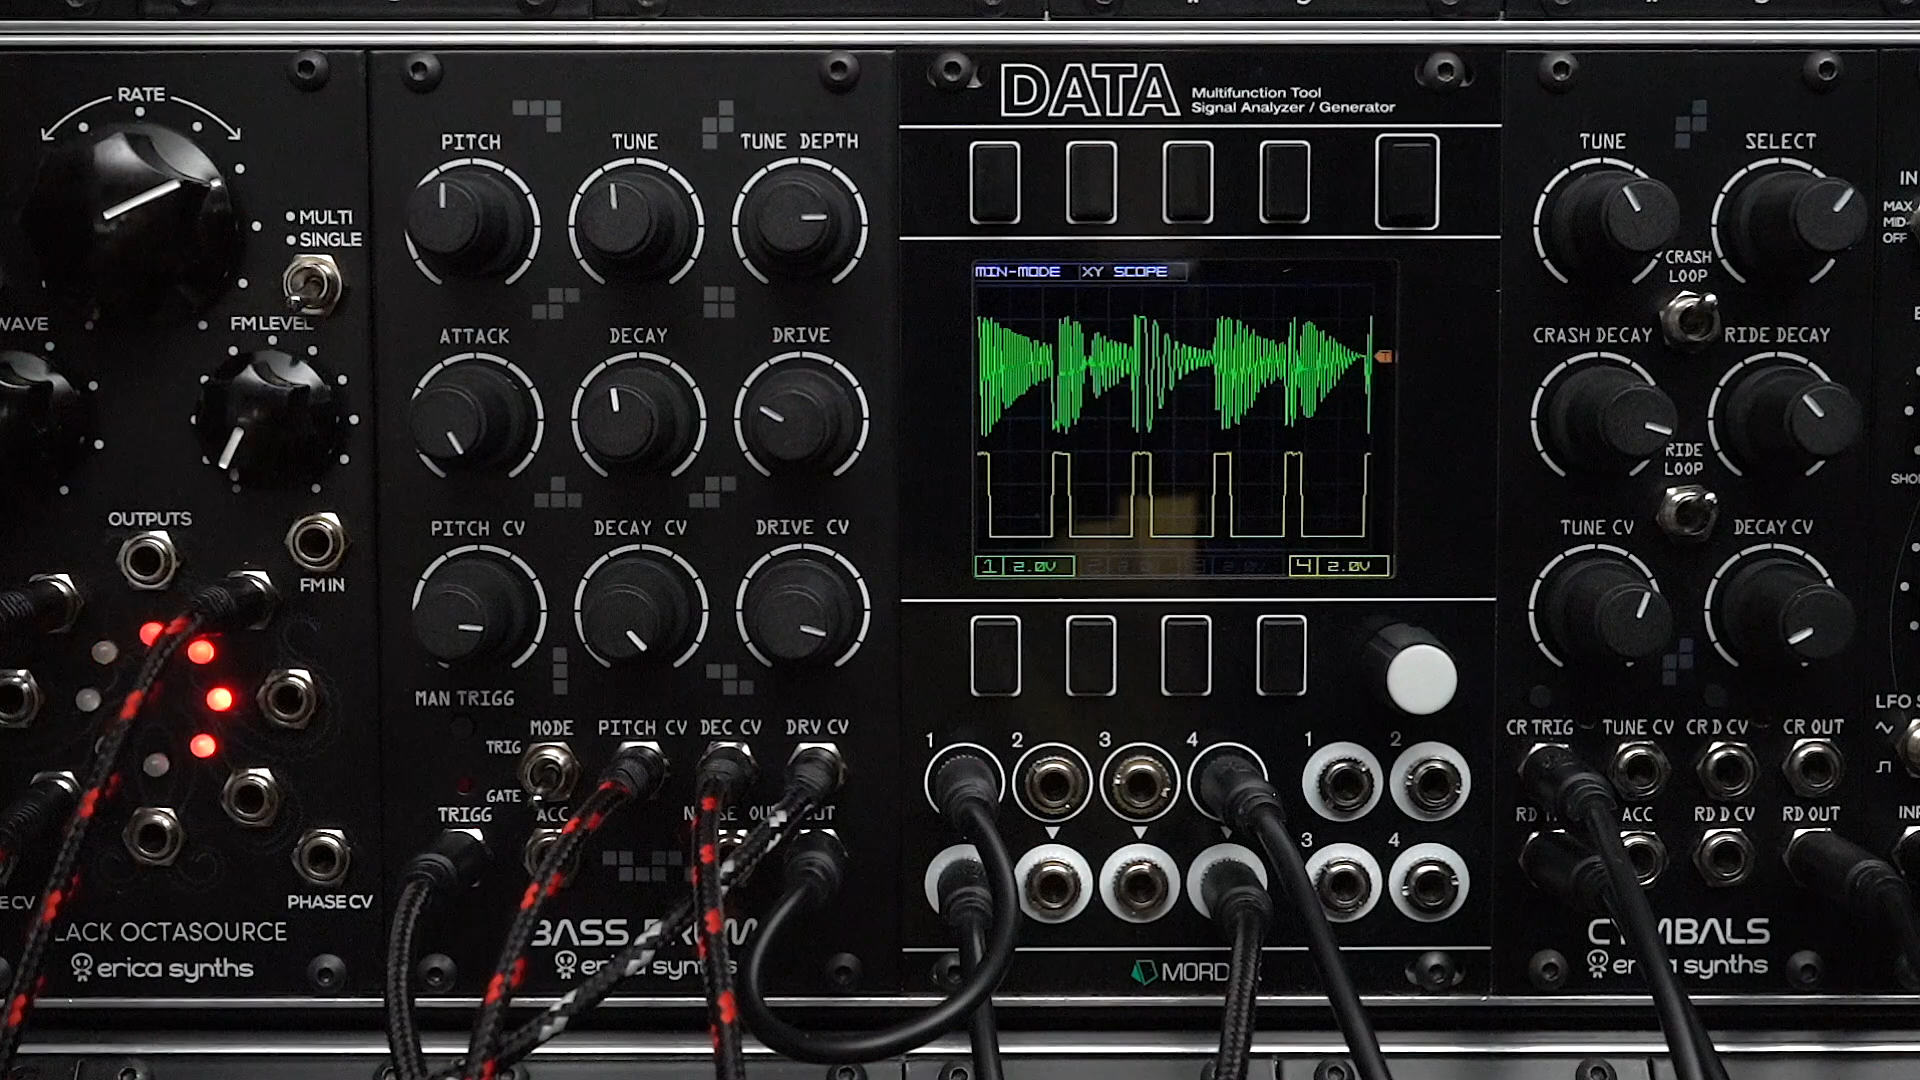 RATE
MULTI
SINGLE
WAVE
FM LEVEL
OUTPUTS
FM IN
PHASE CV
LACK OCTASOURCE
erica synths
PITCH
TUNE
TUNE DEPTH
ATTACK
DECAY
DRIVE
PITCH CV
DECAY CV
DRIVE CV
MAN TRIGG
MODE
PITCH CV
DEC CV
DRV CV
TRIG
GATE
TRIGG
ACC
BASS
DATA
Multifunction Tool
Signal Analyzer / Generator
MIN-MODE
XY SCOPE
1 2.0V
4 2.0V
1
2
3
4
1
2
3
4
TUNE
SELECT
CRASH
LOOP
CRASH DECAY
RIDE DECAY
RIDE
LOOP
TUNE CV
DECAY CV
CR TRIG
TUNE CV
CR D CV
CR OUT
RD
ACC
RD D CV
RD OUT
synths
IN
MAX
MID
OFF
LFO